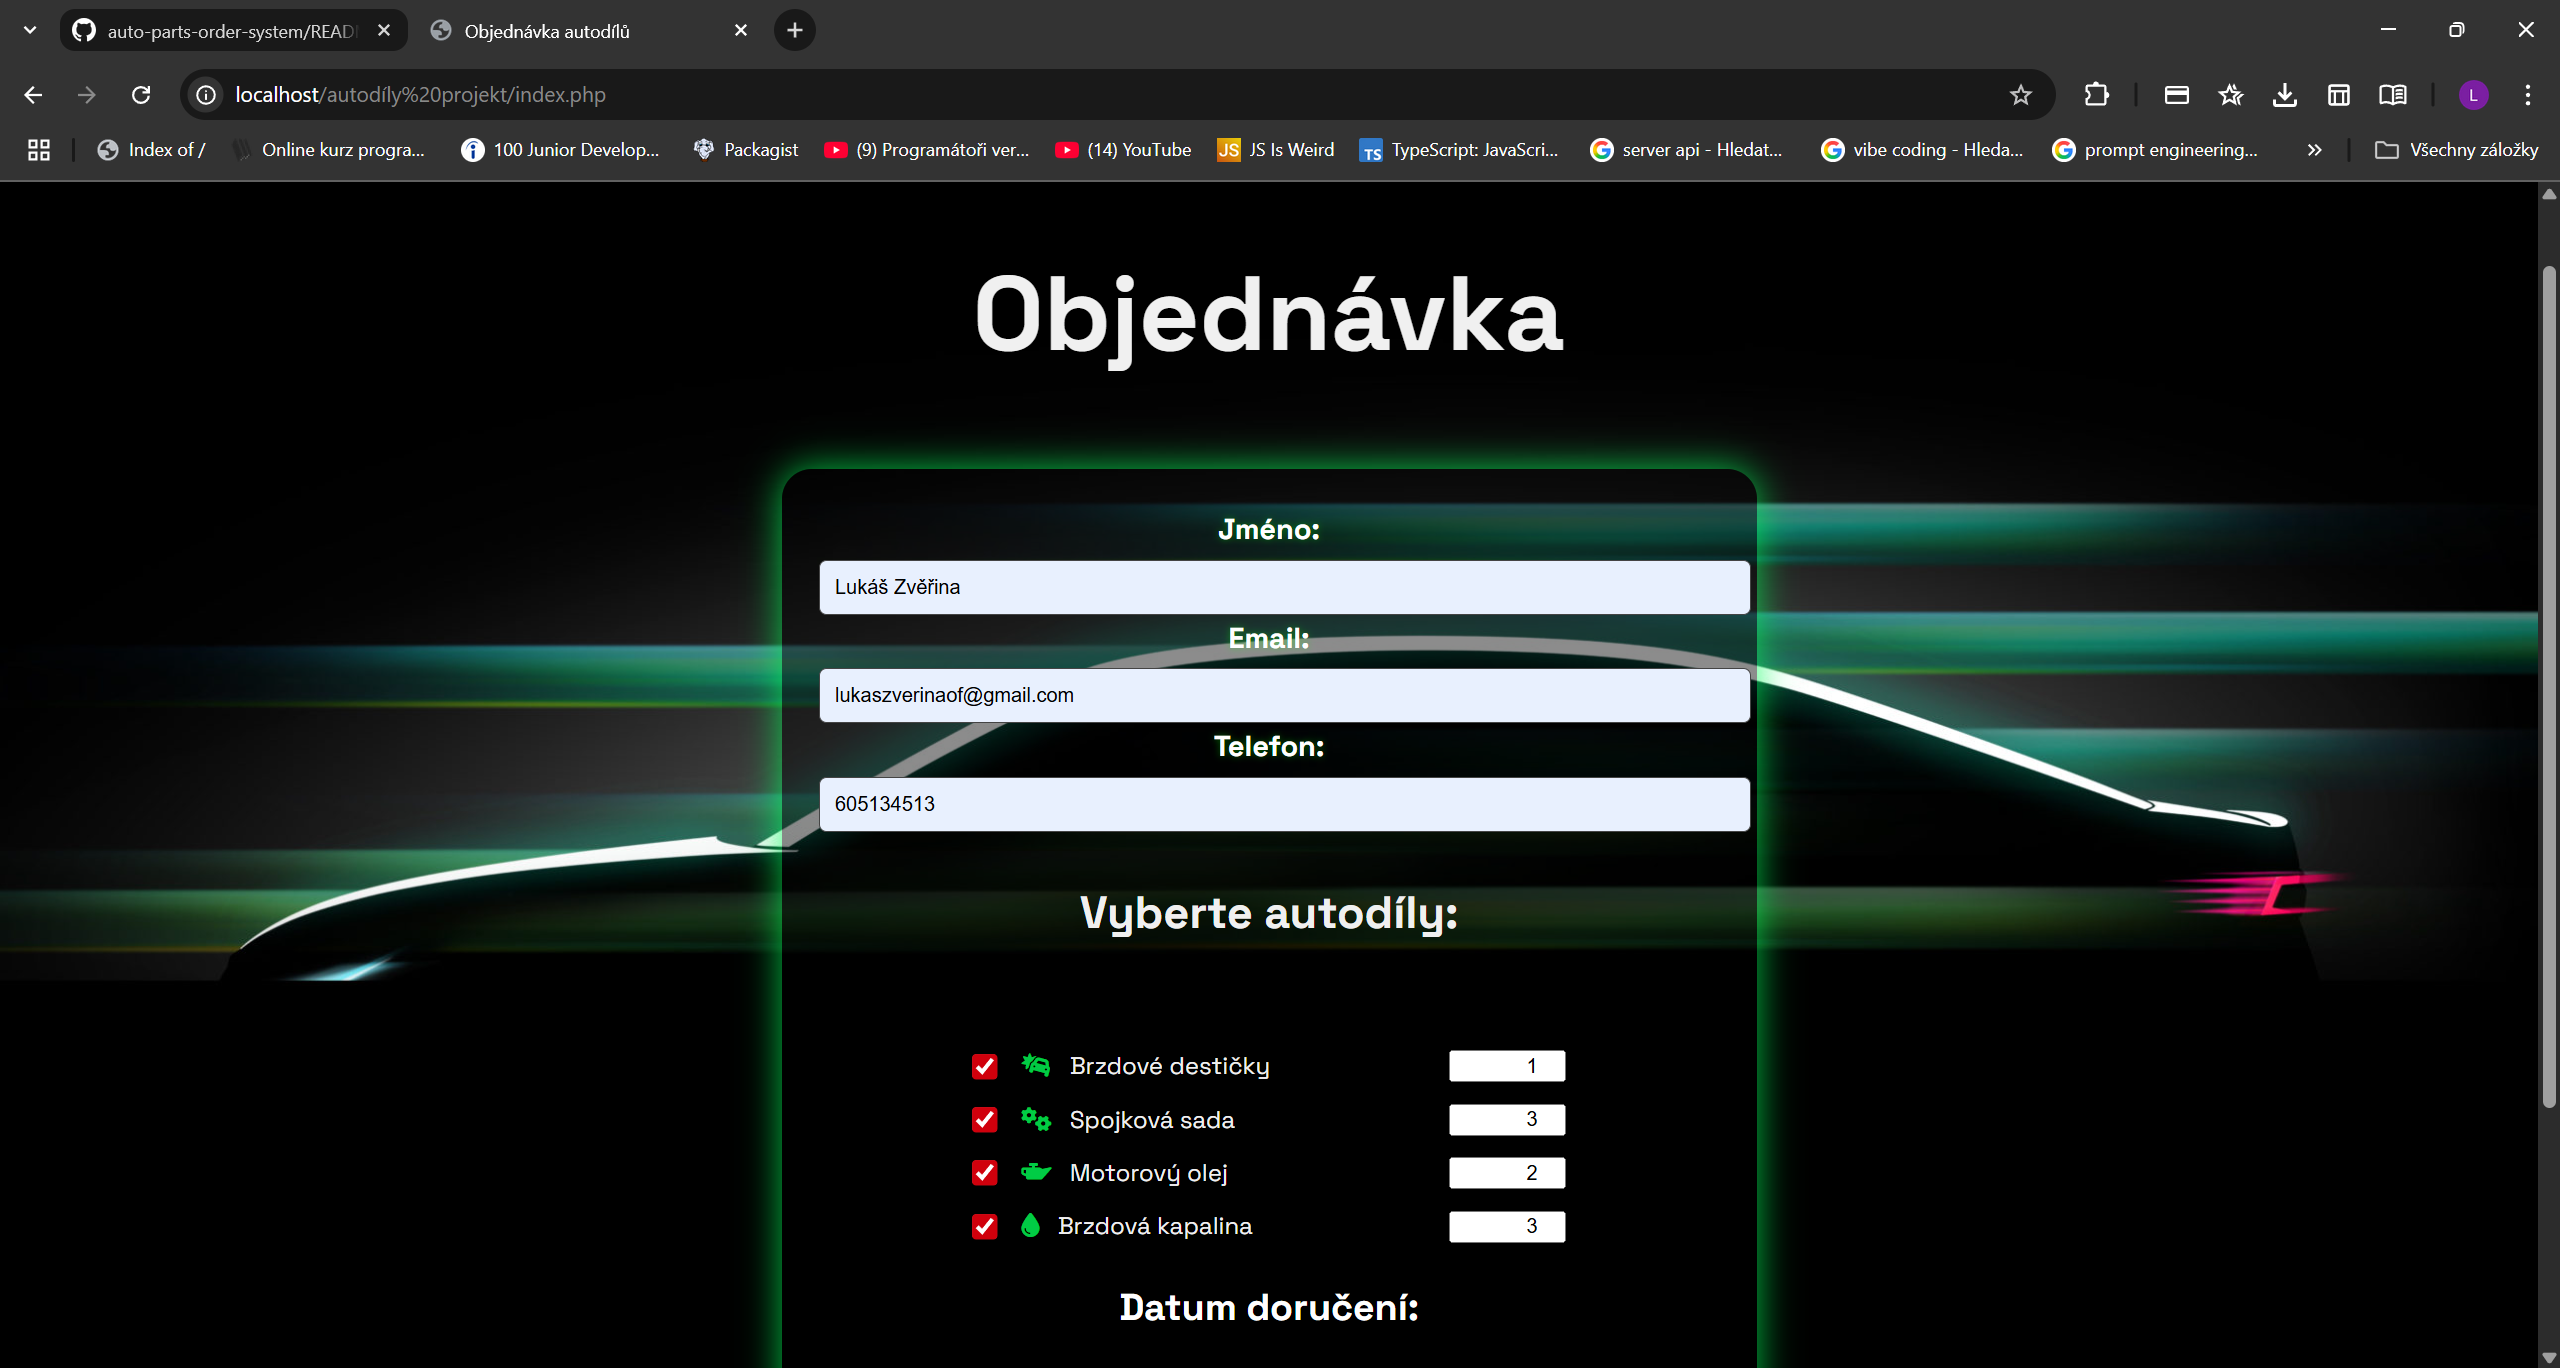 auto-parts-order-system/READ
Objednávka autodílů
localhost/autodíly%20projekt/index.php
L
Index of /
Online kurz progra...
100 Junior Develop...
Packagist
(9) Programátoři ver...
(14) YouTube
JS JS Is Weird
TS TypeScript: JavaScri...
server api - Hledat...
vibe coding - Hleda...
prompt engineering...
Všechny záložky
Objednávka
Jméno:
Lukáš Zvěřina
Email:
lukaszverinaof@gmail.com
Telefon:
605134513
Vyberte autodíly:
Brzdové destičky 1
Spojková sada 3
Motorový olej 2
Brzdová kapalina 3
Datum doručení: